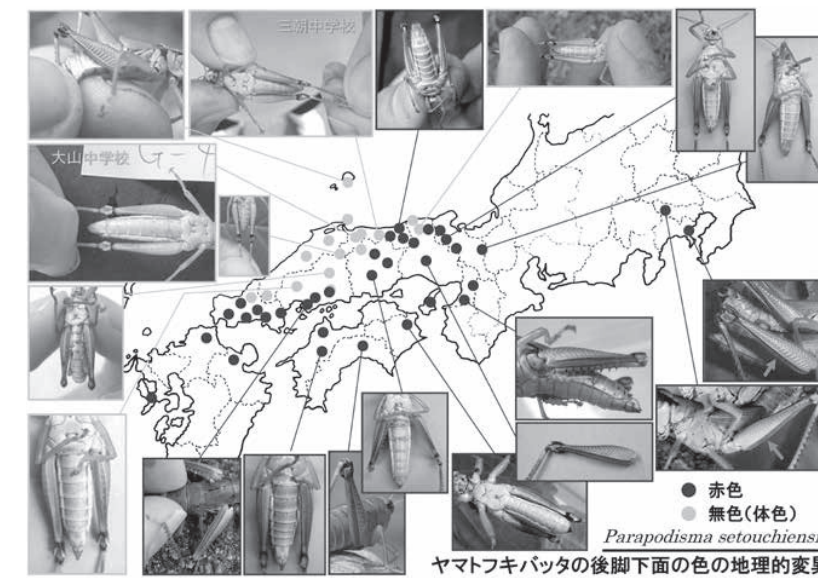 三朝中学校
大山中学校
● 赤色
● 無色(体色)
Parapodisma setouchiensi
ヤマトフキバッタの後脚下面の色の地理的変異